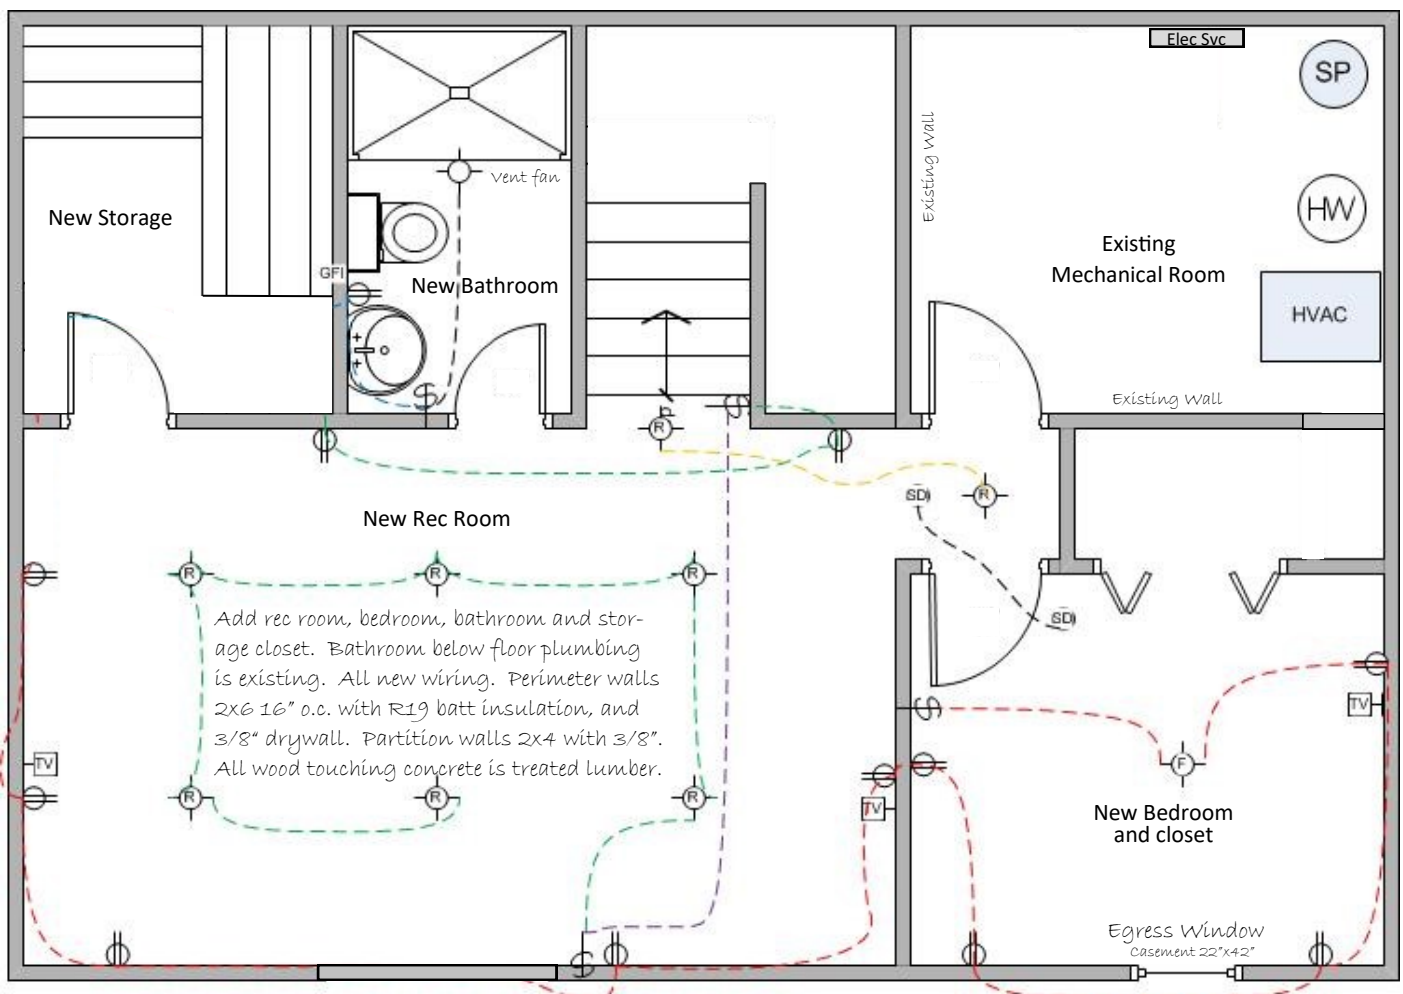 Elec Svc
SP
Existing Wall
Vent fan
New Storage
HW
Existing
Mechanical Room
GFI
New Bathroom
HVAC
Existing Wall
S
S
R
SD
R
New Rec Room
R
R
R
Add rec room, bedroom, bathroom and stor-
age closet. Bathroom below floor plumbing
is existing. All new wiring. Perimeter walls
2x6 16" o.c. with R19 batt insulation, and
3/8" drywall. Partition walls 2x4 with 3/8".
All wood touching concrete is treated lumber.
SD
S
TV
TV
F
R
R
R
TV
New Bedroom
and closet
Egress Window
Casement 22"x42"
S